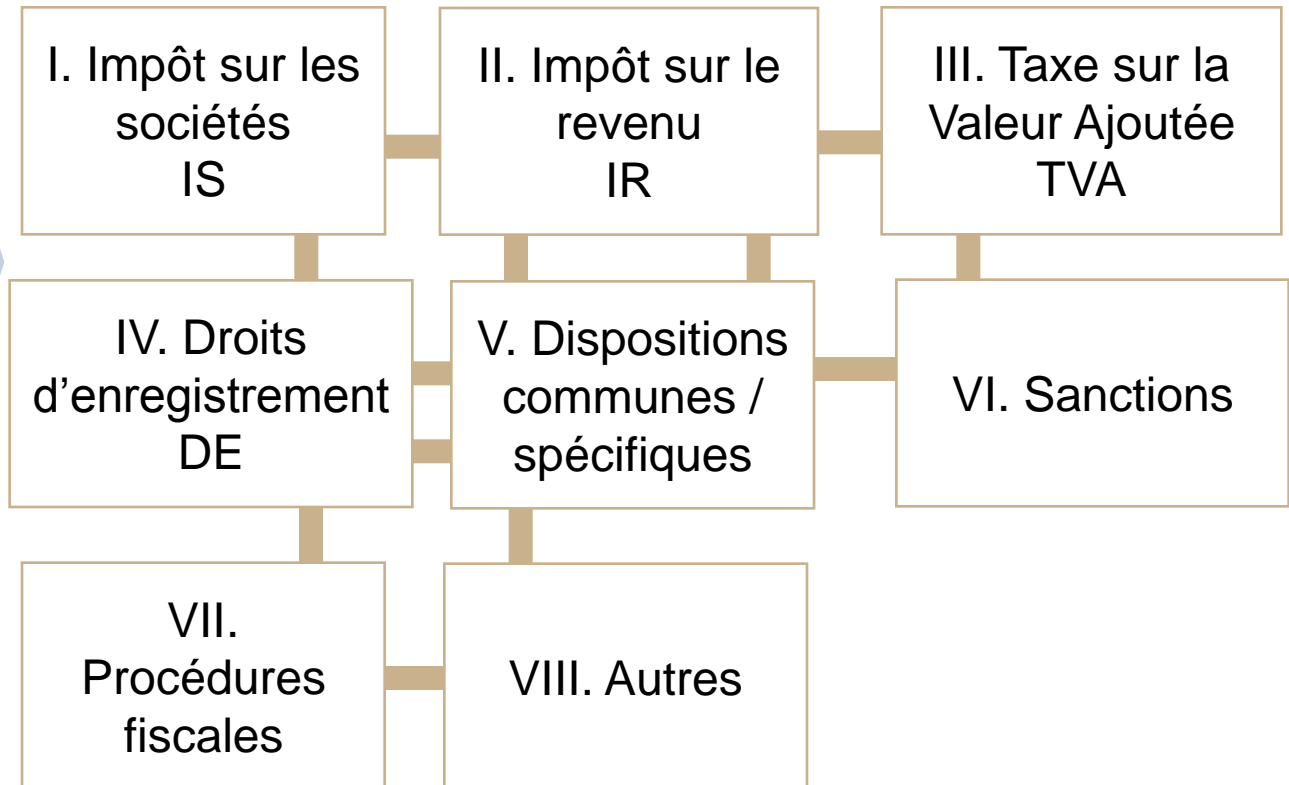 I. Impôt sur les
sociétés
IS
II. Impôt sur le
revenu
IR
III. Taxe sur la
Valeur Ajoutée
TVA
IV. Droits
d’enregistrement
DE
V. Dispositions
communes /
spécifiques
VI. Sanctions
VII.
Procédures
fiscales
VIII. Autres